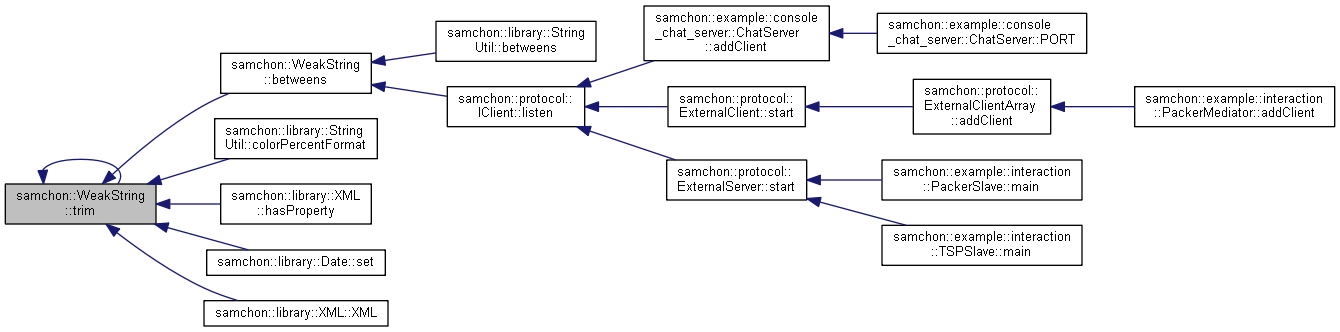 samchon::WeakString
::trim
samchon::WeakString
::betweens
samchon::library::String
Util::betweens
samchon::protocol::
IClient::listen
samchon::example::console
_chat_server::ChatServer
::addClient
samchon::example::console
_chat_server::ChatServer::PORT
samchon::protocol::
ExternalClient::start
samchon::protocol::
ExternalClientArray
::addClient
samchon::example::interaction
::PackerMediator::addClient
samchon::protocol::
ExternalServer::start
samchon::example::interaction
::PackerSlave::main
samchon::example::interaction
::TSPSlave::main
samchon::library::String
Util::colorPercentFormat
samchon::library::XML
::hasProperty
samchon::library::Date::set
samchon::library::XML::XML